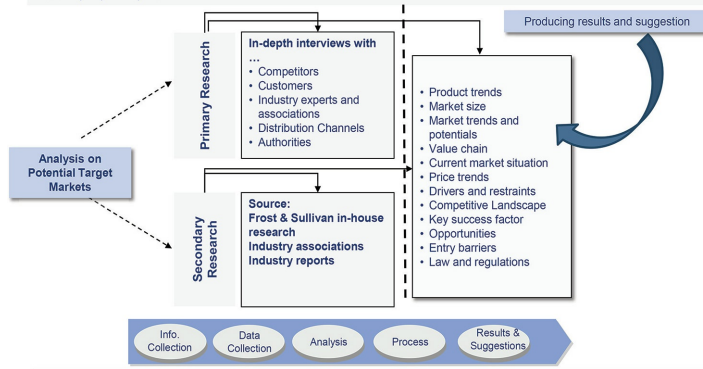 Producing results and suggestion
Analysis on
Potential Target
Markets
Primary Research
In-depth interviews with
...
• Competitors
• Customers
• Industry experts and
associations
• Distribution Channels
• Authorities
Secondary
Research
Source:
Frost & Sullivan in-house
research
Industry associations
Industry reports
• Product trends
• Market size
• Market trends and
potentials
• Value chain
• Current market situation
• Price trends
• Drivers and restraints
• Competitive Landscape
• Key success factor
• Opportunities
• Entry barriers
• Law and regulations
Info.
Collection
Data
Collection
Analysis
Process
Results &
Suggestions